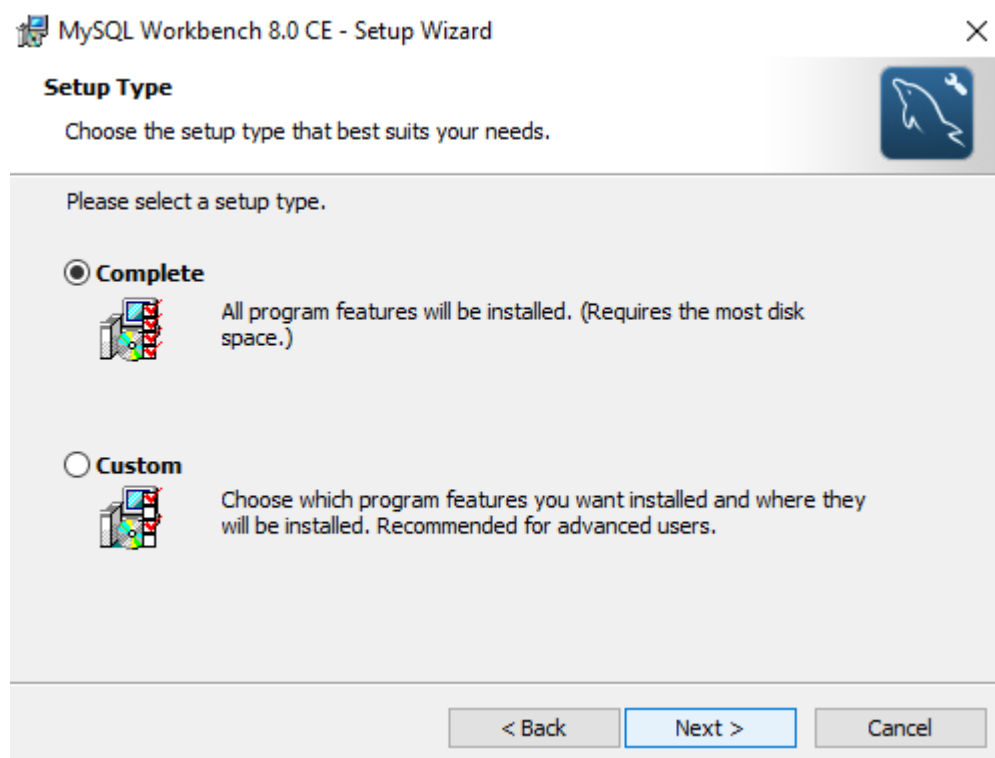 MySQL Workbench 8.0 CE - Setup Wizard
Setup Type
Choose the setup type that best suits your needs.
Please select a setup type.
Complete
All program features will be installed. (Requires the most disk
space.)
Custom
Choose which program features you want installed and where they
will be installed. Recommended for advanced users.
< Back Next > Cancel